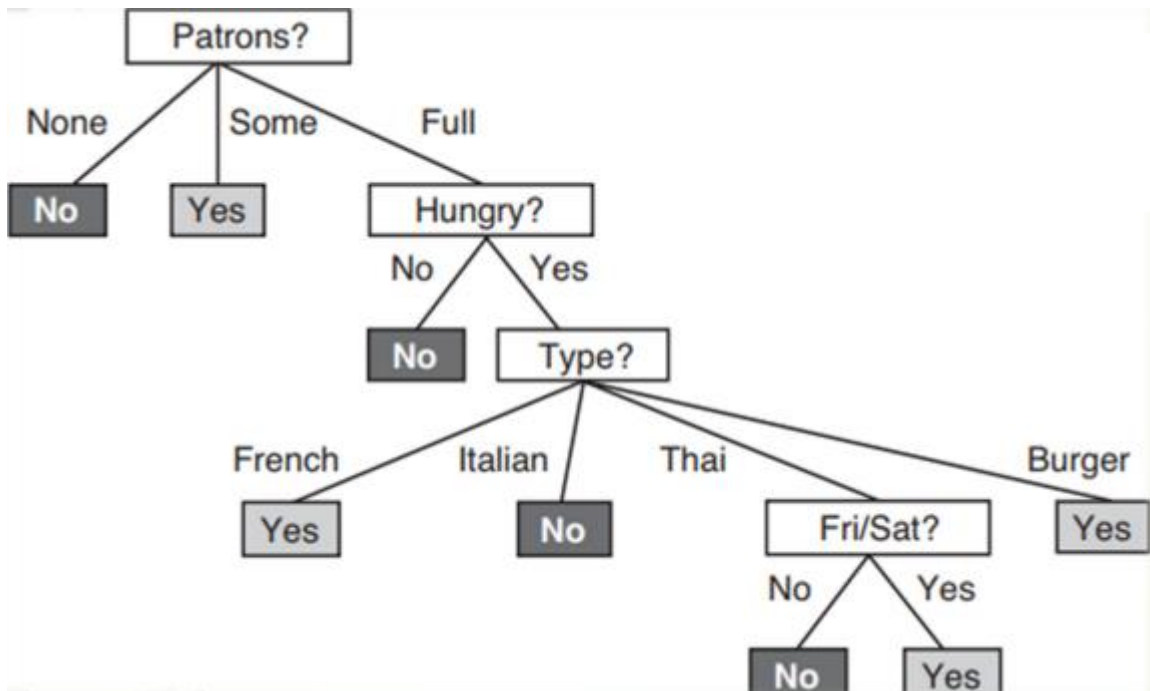 Patrons?
None Some Full
No Yes Hungry?
No Yes
No Type?
French Italian Thai Burger
Yes No Fri/Sat? Yes
No Yes
No Yes